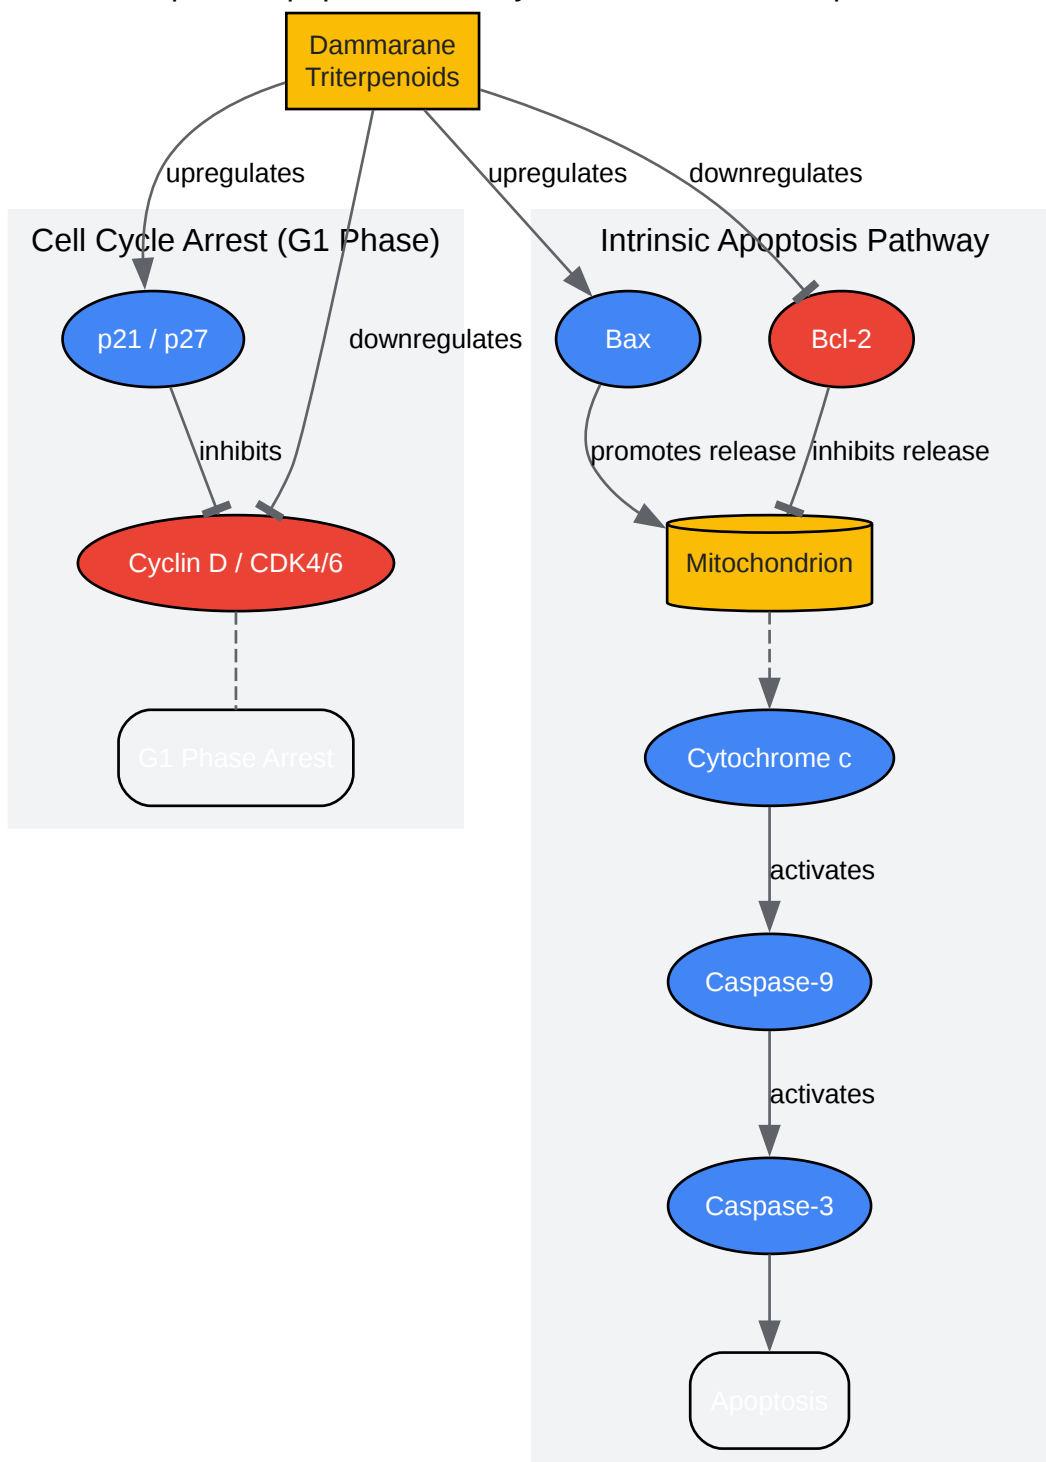 Dammarane
Triterpenoids
upregulates
upregulates
downregulates
Cell Cycle Arrest (G1 Phase)
Intrinsic Apoptosis Pathway
p21 / p27
downregulates
Bax
Bcl-2
inhibits
promotes release
inhibits release
Cyclin D / CDK4/6
Mitochondrion
G1 Phase Arrest
Cytochrome c
activates
Caspase-9
activates
Caspase-3
Apoptosis